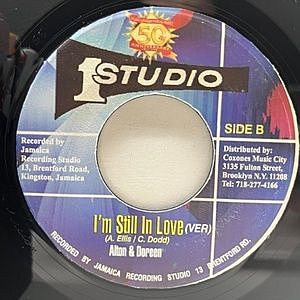 50
ANNIVERSARY
1 STUDIO
SIDE B
Recorded by
Jamaica
Recording Studio
13, Brentford Road,
Kingston, Jamaica
Distributed by:
Coxones Music City
3135 Fulton Street,
Brooklyn N.Y. 11208
Tel: 718-277-4166
I'm Still In Love (VER)
(A. Ellis / C. Dodd)
Alton & Doreen
RECORDED BY JAMAICA RECORDING STUDIO 13 BRENTFORD RD.